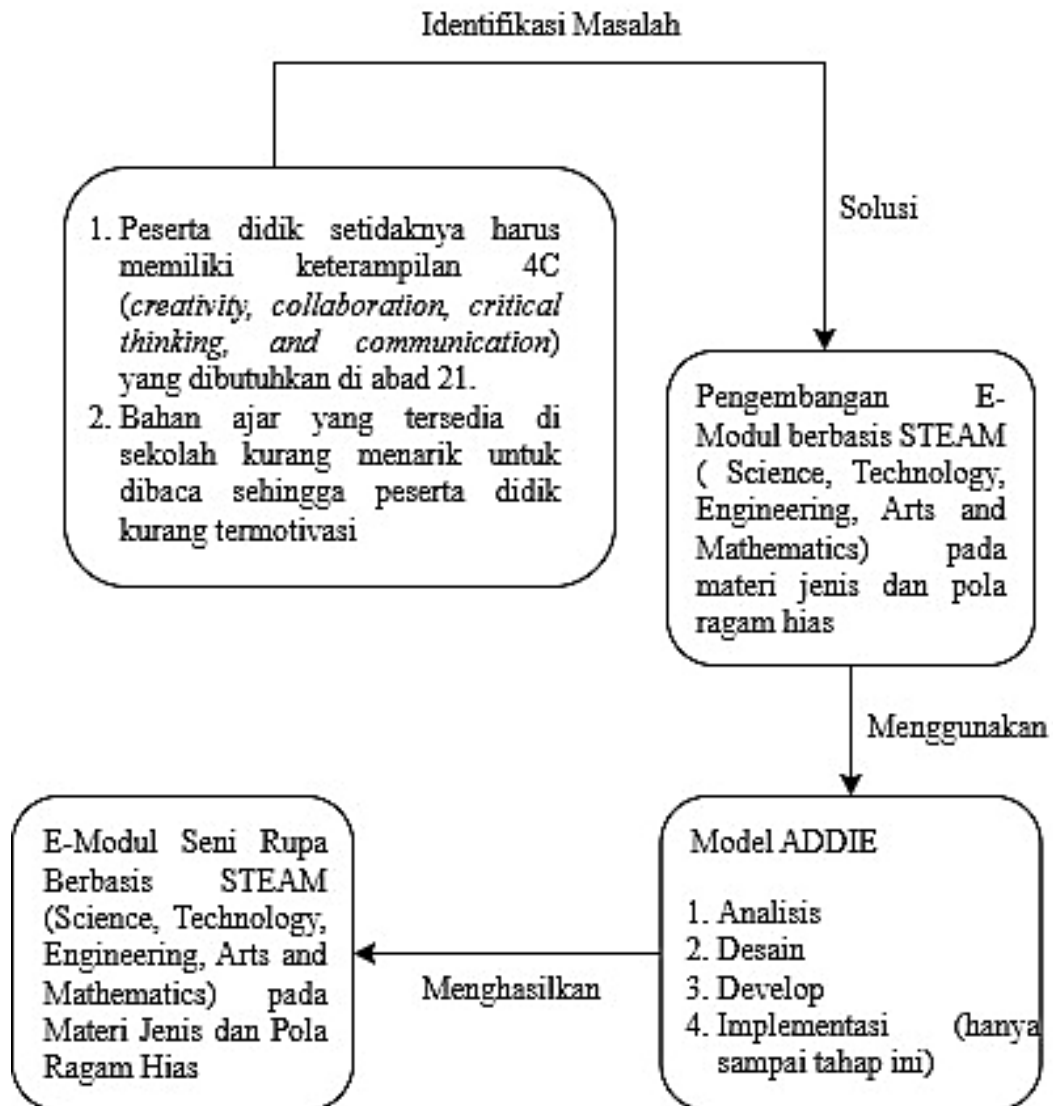 Identifikasi Masalah
1. Peserta didik setidaknya harus
memiliki keterampilan 4C
(creativity, collaboration, critical
thinking, and communication)
yang dibutuhkan di abad 21.
2. Bahan ajar yang tersedia di
sekolah kurang menarik untuk
dibaca sehingga peserta didik
kurang termotivasi
Solusi
Pengembangan E-
Modul berbasis STEAM
( Science, Technology,
Engineering, Arts and
Mathematics) pada
materi jenis dan pola
ragam hias
Menggunakan
Model ADDIE
1. Analisis
2. Desain
3. Develop
4. Implementasi (hanya
sampai tahap ini)
Menghasilkan
E-Modul Seni Rupa
Berbasis STEAM
(Science, Technology,
Engineering, Arts and
Mathematics) pada
Materi Jenis dan Pola
Ragam Hias